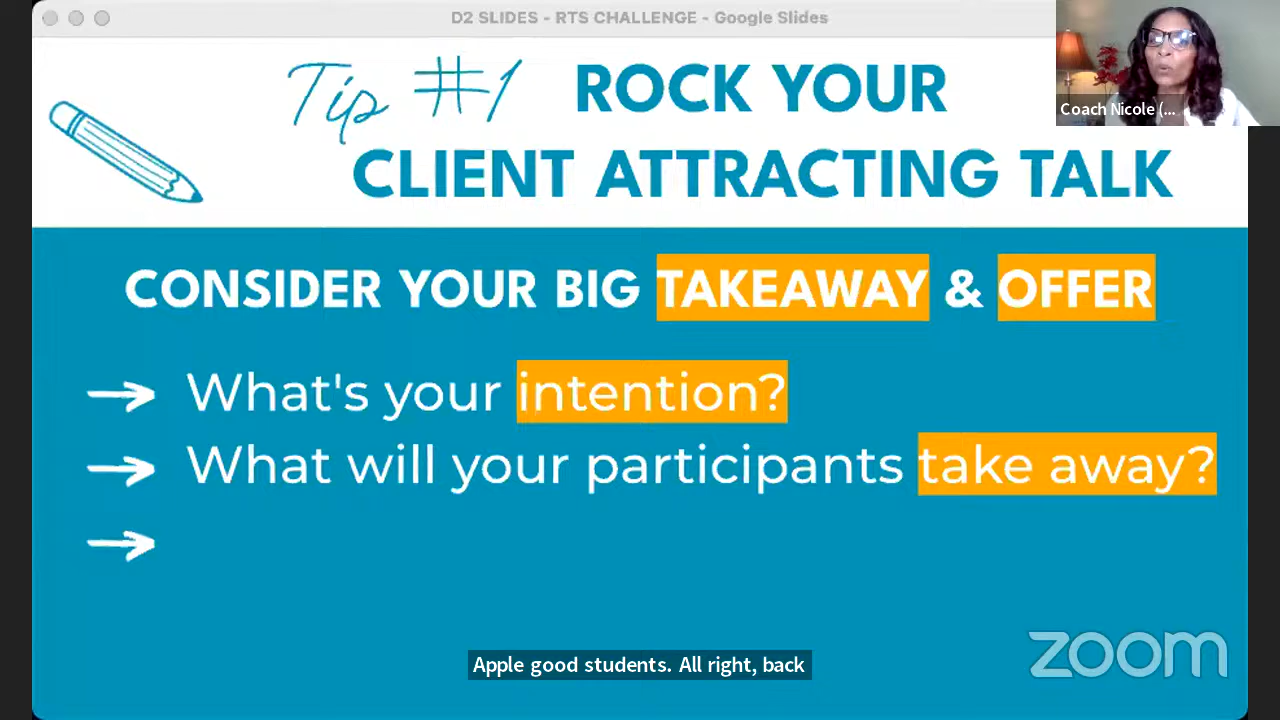 D2 SLIDES - RTS CHALLENGE - Google Slides
Tip #1 ROCK YOUR
CLIENT ATTRACTING TALK
Coach Nicole (...
CONSIDER YOUR BIG TAKEAWAY & OFFER
What's your intention?
What will your participants take away?
zoom
Apple good students. All right, back